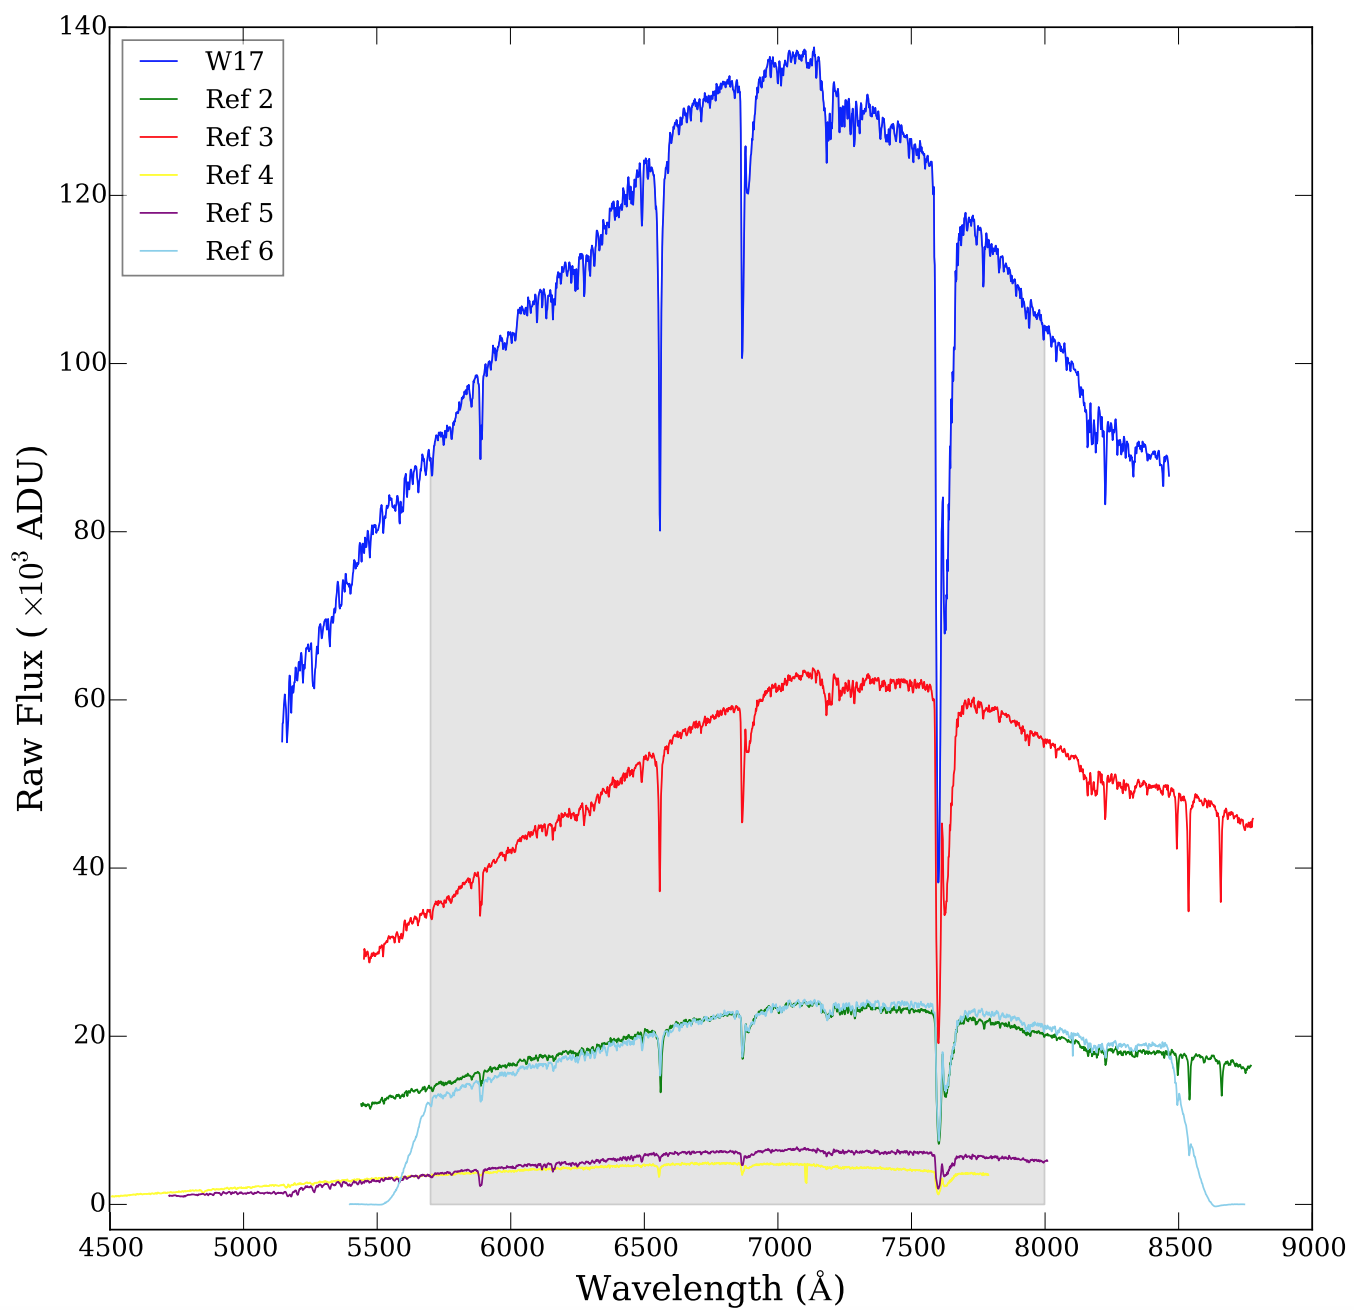 140
120
100
80
60
40
20
0
W17
Ref 2
Ref 3
Ref 4
Ref 5
Ref 6
Raw Flux ( ×10³ ADU)
4500 5000 5500 6000 6500 7000 7500 8000 8500 9000
Wavelength (Å)